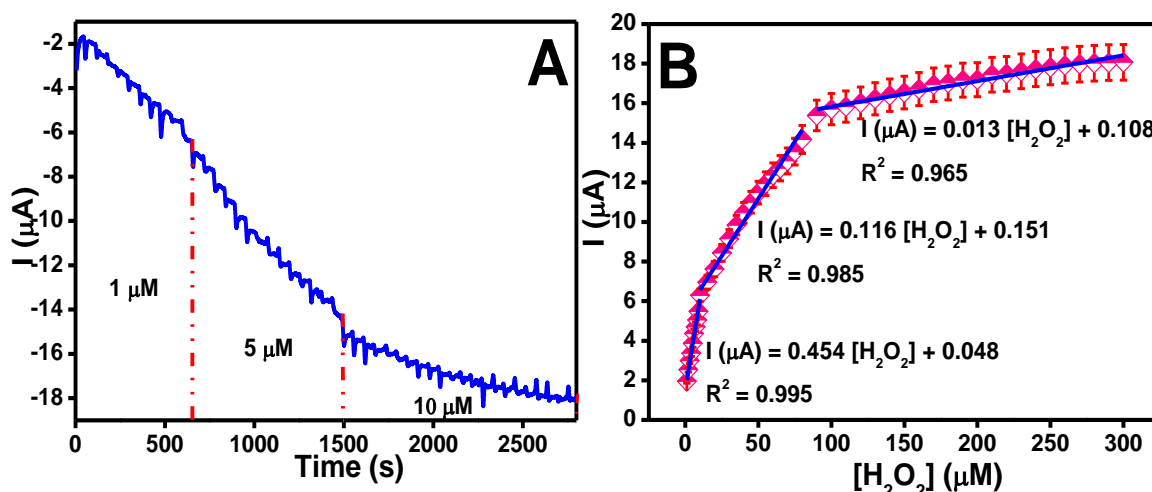 A
-2
-4
-6
-8
-10
-12
-14
-16
-18
I (μA)
1 μM
5 μM
10 μM
0 500 1000 1500 2000 2500
Time (s)
B
20
18
16
14
12
10
8
6
4
2
0
I (μA)
I (μA) = 0.013 [H₂O₂] + 0.108
R² = 0.965
I (μA) = 0.116 [H₂O₂] + 0.151
R² = 0.985
I (μA) = 0.454 [H₂O₂] + 0.048
R² = 0.995
0 50 100 150 200 250 300
[H₂O₂] (μM)